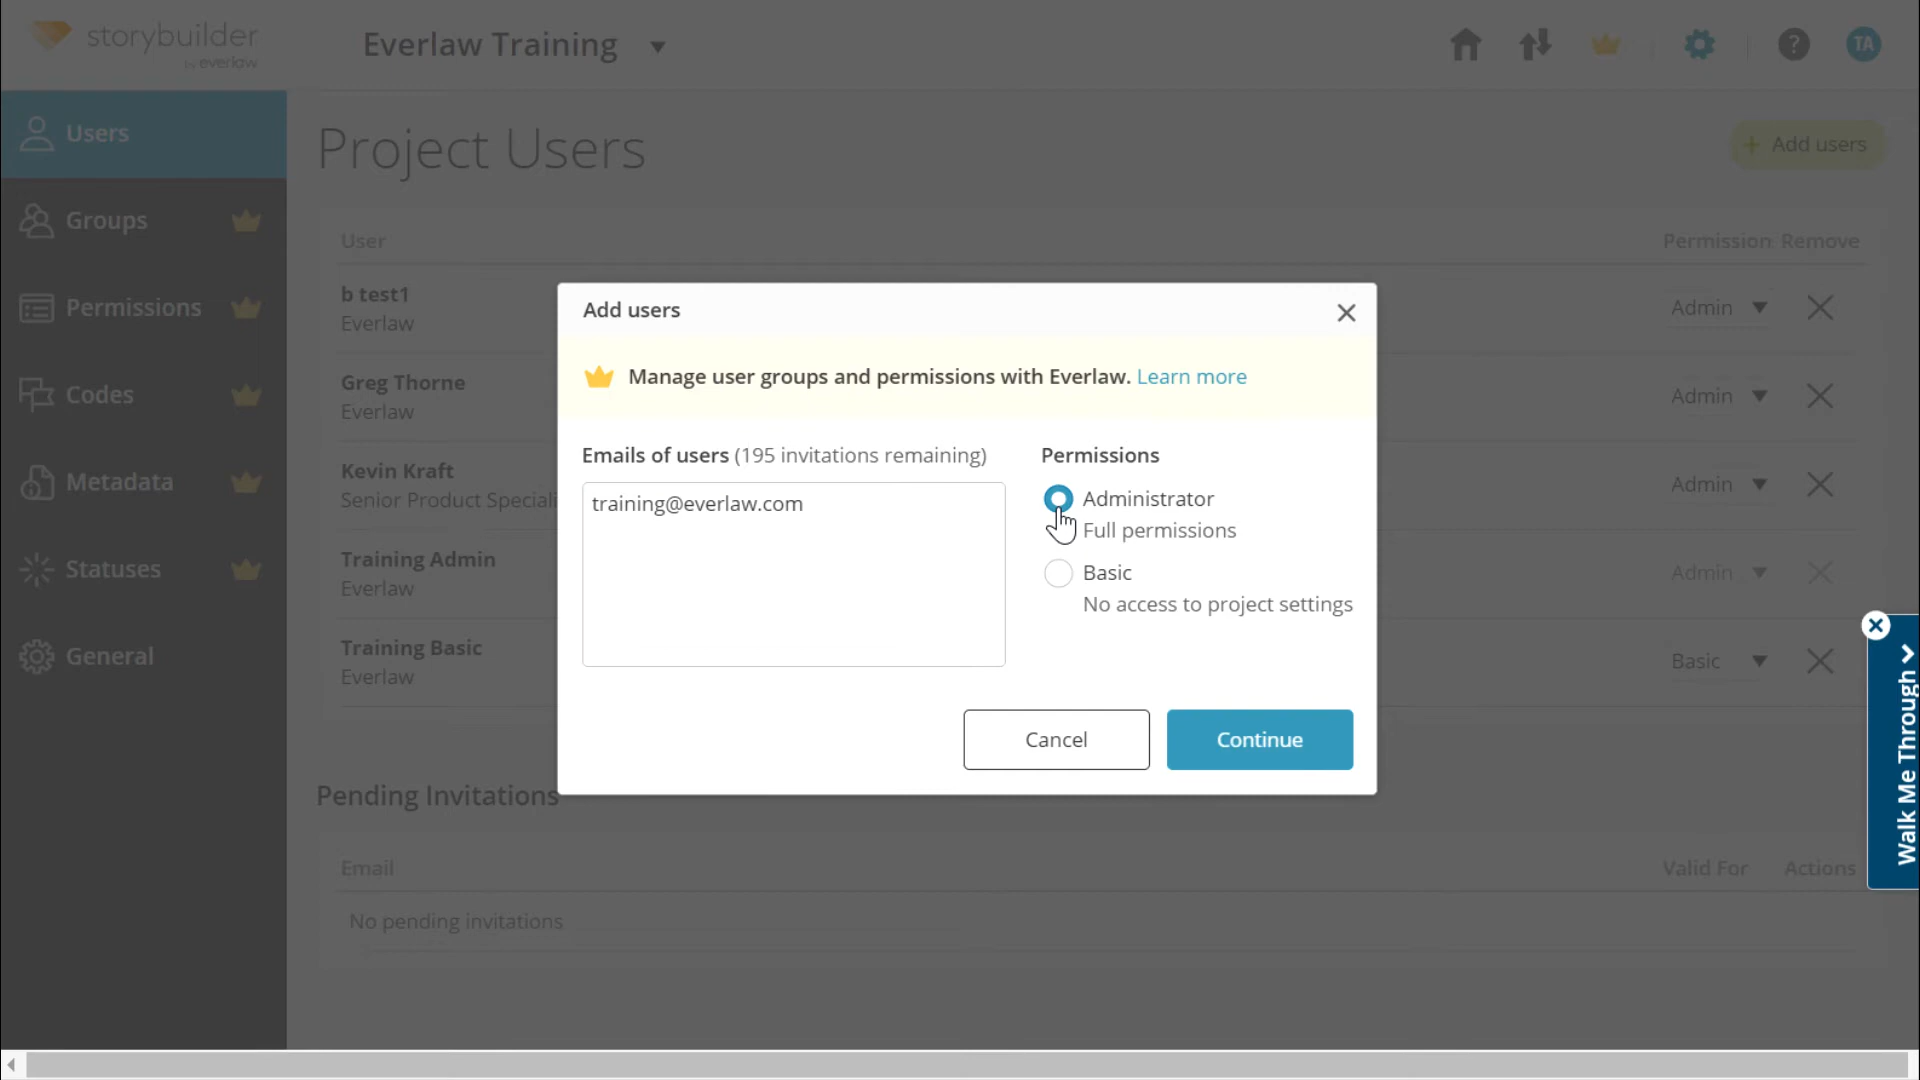 storybuilder
by everlaw
Everlaw Training
?
TA
Users
Groups
Permissions
Codes
Metadata
Statuses
General
Project Users
+ Add users
User
Permission
Remove
b test1
Everlaw
Admin
Greg Thorne
Everlaw
Admin
Kevin Kraft
Senior Product Speciali
Admin
Training Admin
Everlaw
Admin
Training Basic
Everlaw
Basic
Add users
Manage user groups and permissions with Everlaw. Learn more
Emails of users (195 invitations remaining)
training@everlaw.com
Permissions
Administrator
Full permissions
Basic
No access to project settings
Cancel
Continue
Pending Invitations
Email
Valid For
Actions
No pending invitations
Walk Me Through